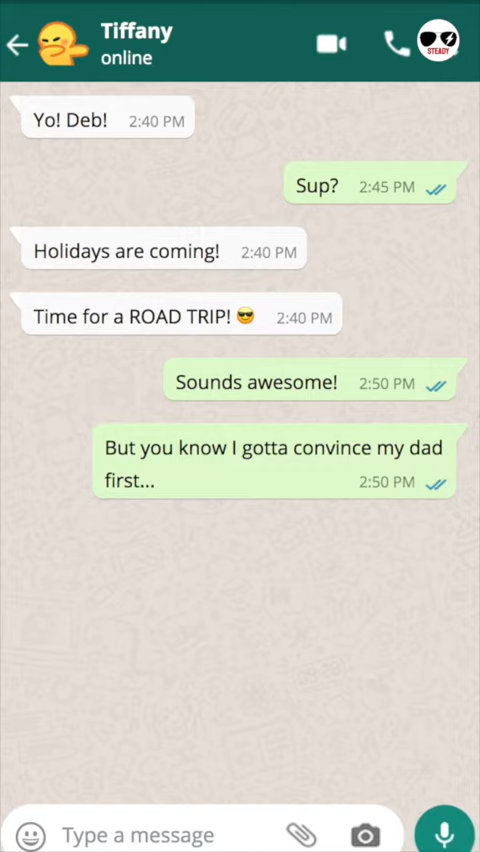 Tiffany
online
STEADY
Yo! Deb! 2:40 PM
Sup? 2:45 PM
Holidays are coming! 2:40 PM
Time for a ROAD TRIP! 😎 2:40 PM
Sounds awesome! 2:50 PM
But you know I gotta convince my dad
first... 2:50 PM
Type a message